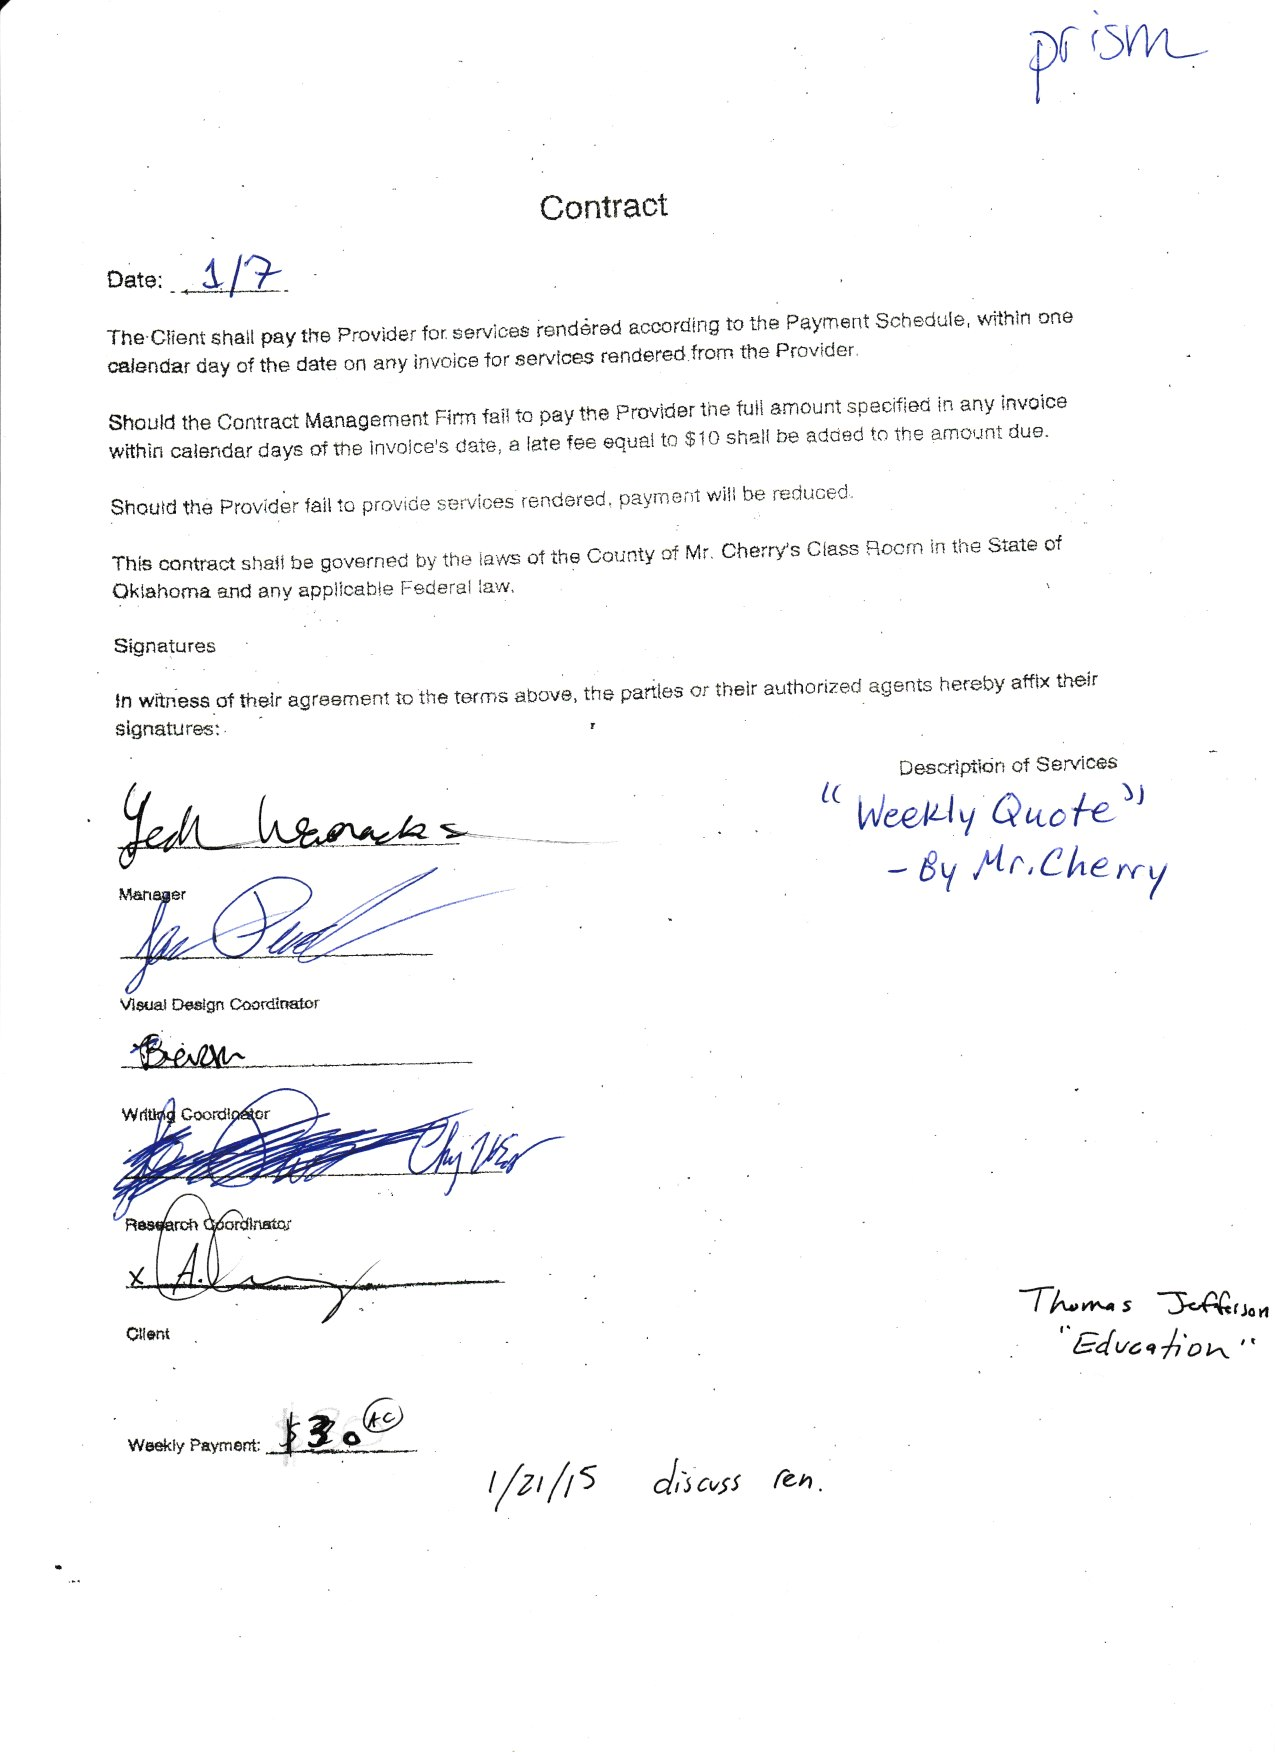 prism
Contract
Date: 1/7
The Client shall pay the Provider for services rendered according to the Payment Schedule, within one
calendar day of the date on any invoice for services rendered from the Provider.
Should the Contract Management Firm fail to pay the Provider the full amount specified in any invoice
within calendar days of the invoice's date, a late fee equal to $10 shall be added to the amount due.
Should the Provider fail to provide services rendered, payment will be reduced.
This contract shall be governed by the laws of the County of Mr. Cherry's Class Room in the State of
Oklahoma and any applicable Federal law.
Signatures
In witness of their agreement to the terms above, the parties or their authorized agents hereby affix their
signatures:
Description of Services
"Weekly Quote"
- By Mr. Cherry
Manager
Visual Design Coordinator
Writing Coordinator
Research Coordinator
x A.
Client
Thomas Jefferson
"Education"
Weekly Payment: AC
1/21/15 discuss ren.